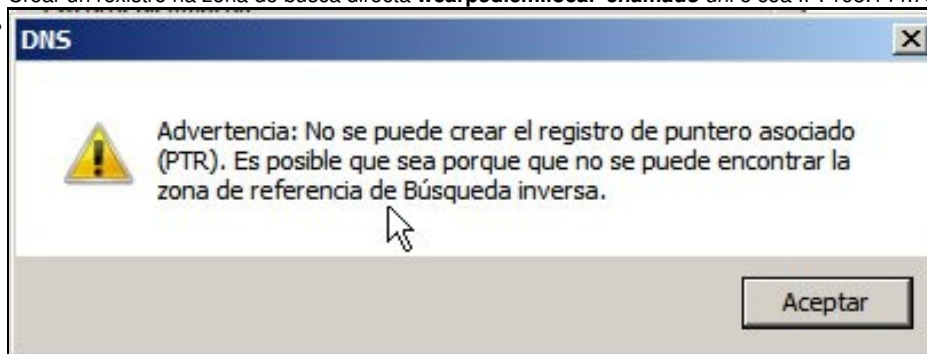 DNS
Advertencia: No se puede crear el registro de puntero asociado
(PTR). Es posible que sea porque que no se puede encontrar la
zona de referencia de Búsqueda inversa.
Aceptar